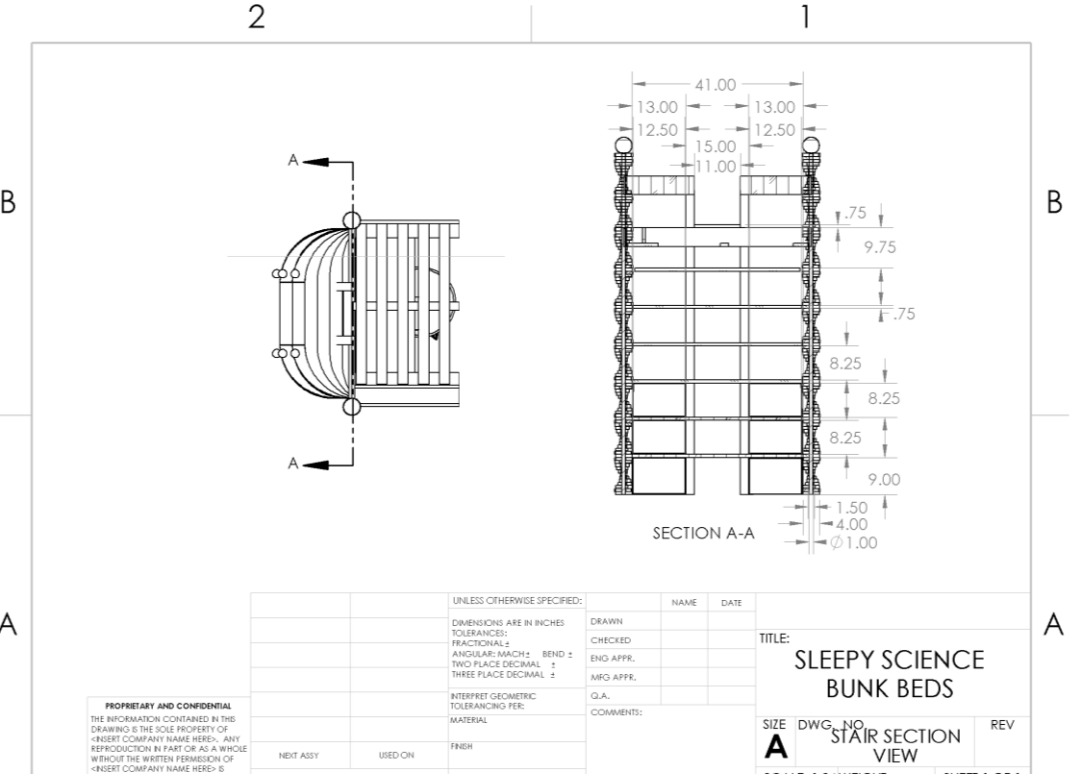 2 1
41.00
13.00 13.00
12.50 12.50
15.00
11.00
A
B B
.75
9.75
.75
8.25
8.25
8.25
A
9.00
1.50
4.00
Ø1.00
SECTION A-A
A A
UNLESS OTHERWISE SPECIFIED:
DIMENSIONS ARE IN INCHES
TOLERANCES:
FRACTIONAL ±
ANGULAR: MACH ± BEND ±
TWO PLACE DECIMAL ±
THREE PLACE DECIMAL ±
INTERPRET GEOMETRIC
TOLERANCING PER:
MATERIAL
FINISH
NEXT ASSY USED ON
NAME DATE
DRAWN
CHECKED
ENG APPR.
MFG APPR.
Q.A.
COMMENTS:
TITLE:
SLEEPY SCIENCE
BUNK BEDS
SIZE DWG. NO. REV
A STAIR SECTION
VIEW
PROPRIETARY AND CONFIDENTIAL
THE INFORMATION CONTAINED IN THIS
DRAWING IS THE SOLE PROPERTY OF
<INSERT COMPANY NAME HERE>. ANY
REPRODUCTION IN PART OR AS A WHOLE
WITHOUT THE WRITTEN PERMISSION OF
<INSERT COMPANY NAME HERE> IS